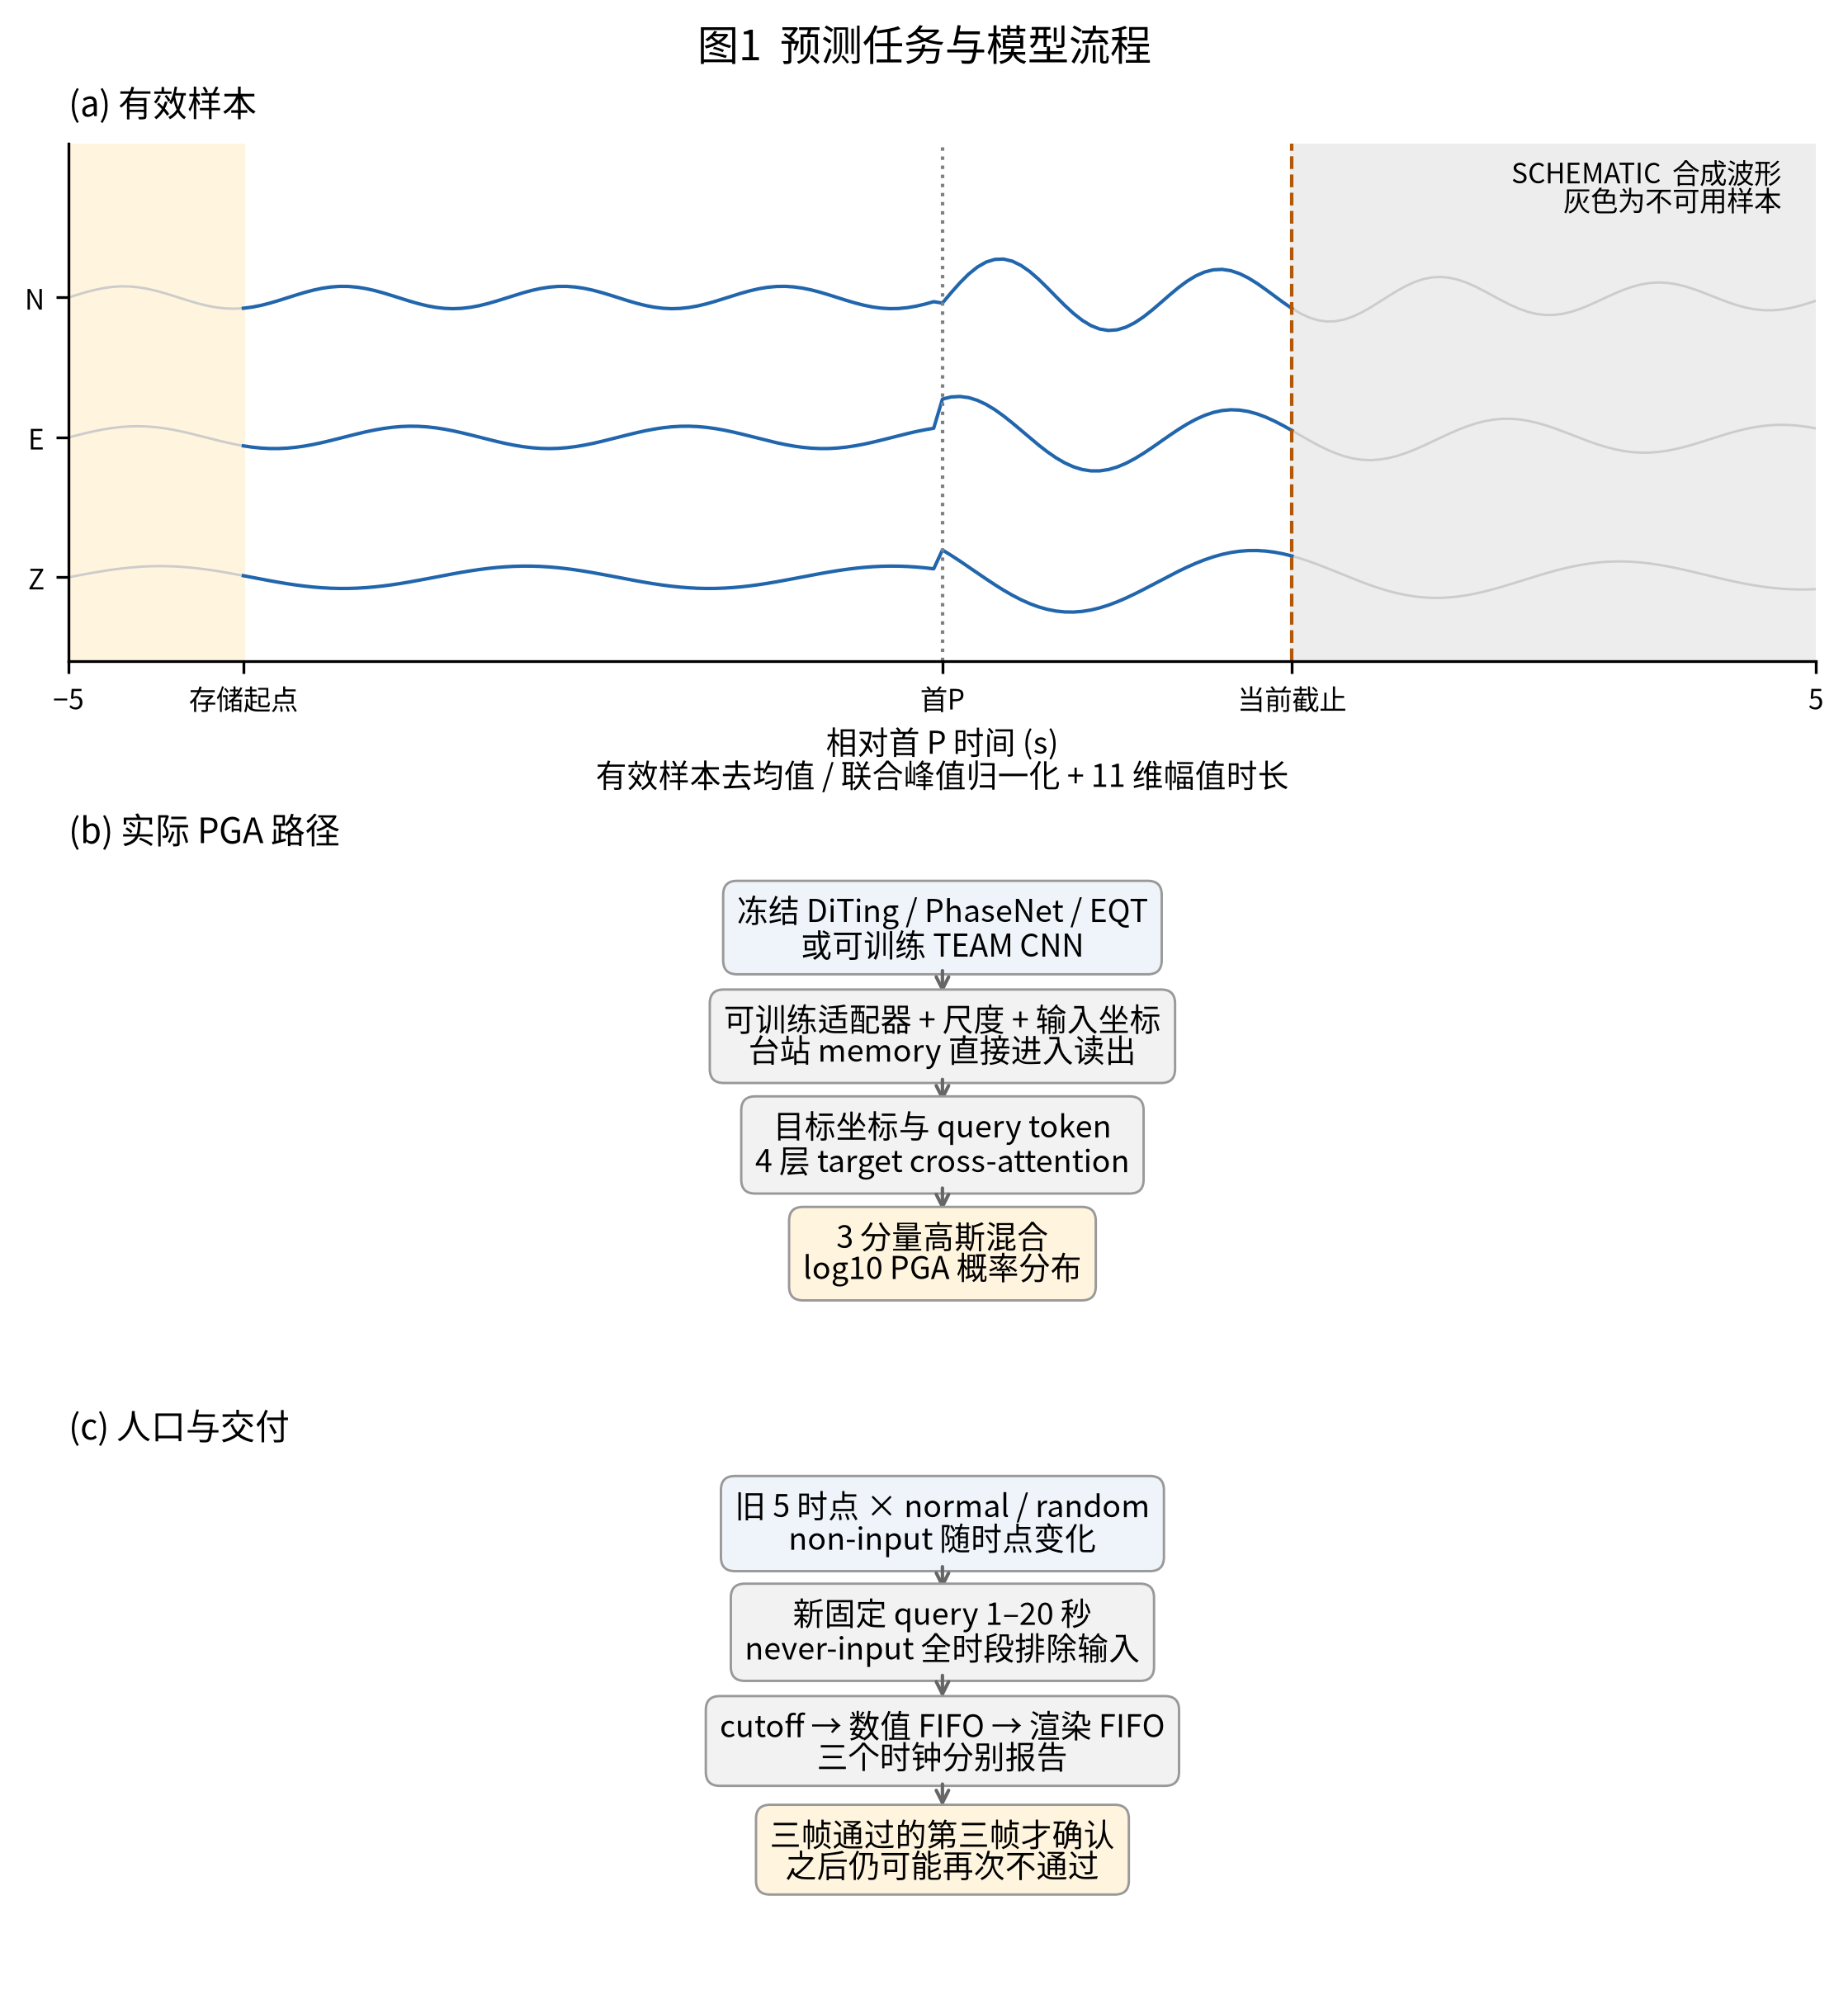 图1 预测任务与模型流程
(a) 有效样本
SCHEMATIC 合成波形
灰色为不可用样本
N
E
Z
−5
存储起点
首P
当前截止
5
相对首 P 时间 (s)
有效样本去均值 / 联合峰值归一化 + 11 维幅值时长
(b) 实际 PGA 路径
冻结 DiTing / PhaseNet / EQT
或可训练 TEAM CNN
可训练适配器 + 尺度 + 输入坐标
台站 memory 直接进入读出
目标坐标与 query token
4 层 target cross-attention
3 分量高斯混合
log10 PGA 概率分布
(c) 人口与交付
旧 5 时点 × normal / random
non-input 随时点变化
新固定 query 1–20 秒
never-input 全时段排除输入
cutoff → 数值 FIFO → 渲染 FIFO
三个时钟分别报告
三帧通过的第三帧才确认
之后仍可能再次不通过